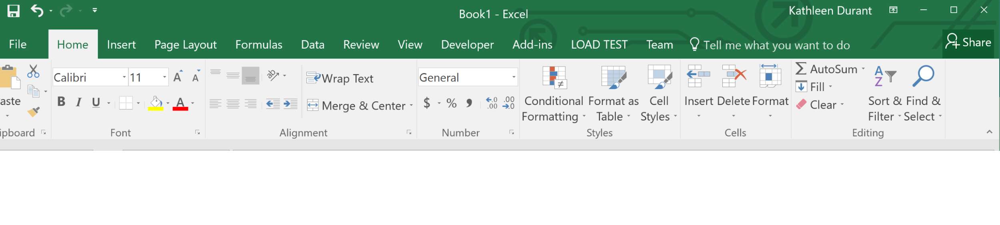 Book1 - Excel
Kathleen Durant
File Home Insert Page Layout Formulas Data Review View Developer Add-ins LOAD TEST Team Tell me what you want to do Share
Calibri 11 A A ab Wrap Text General AutoSum
Fill
aste B I U A Merge & Center $ % .0 .00 .00 .0 Clear
Conditional Formatting
Format as Table
Cell Styles
Insert Delete Format
A Z
Sort & Filter
Find & Select
ipboard Font Alignment Number Styles Cells Editing